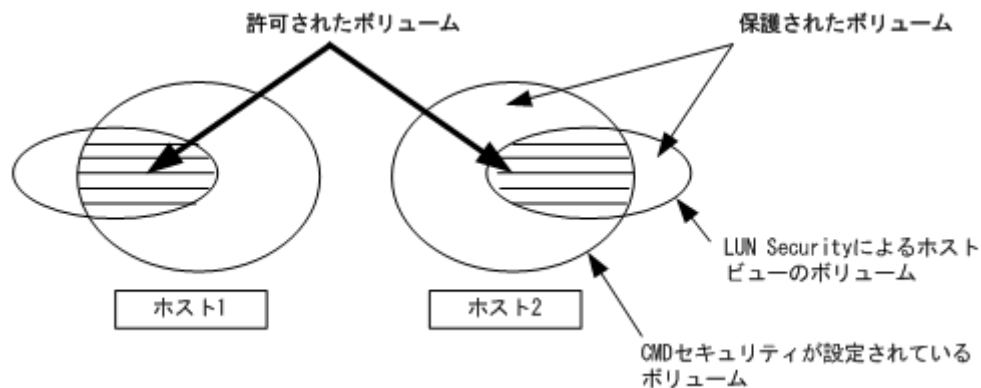 許可されたボリューム
保護されたボリューム
LUN Securityによるホスト
ビューのボリューム
ホスト1
ホスト2
CMDセキュリティが設定されている
ボリューム